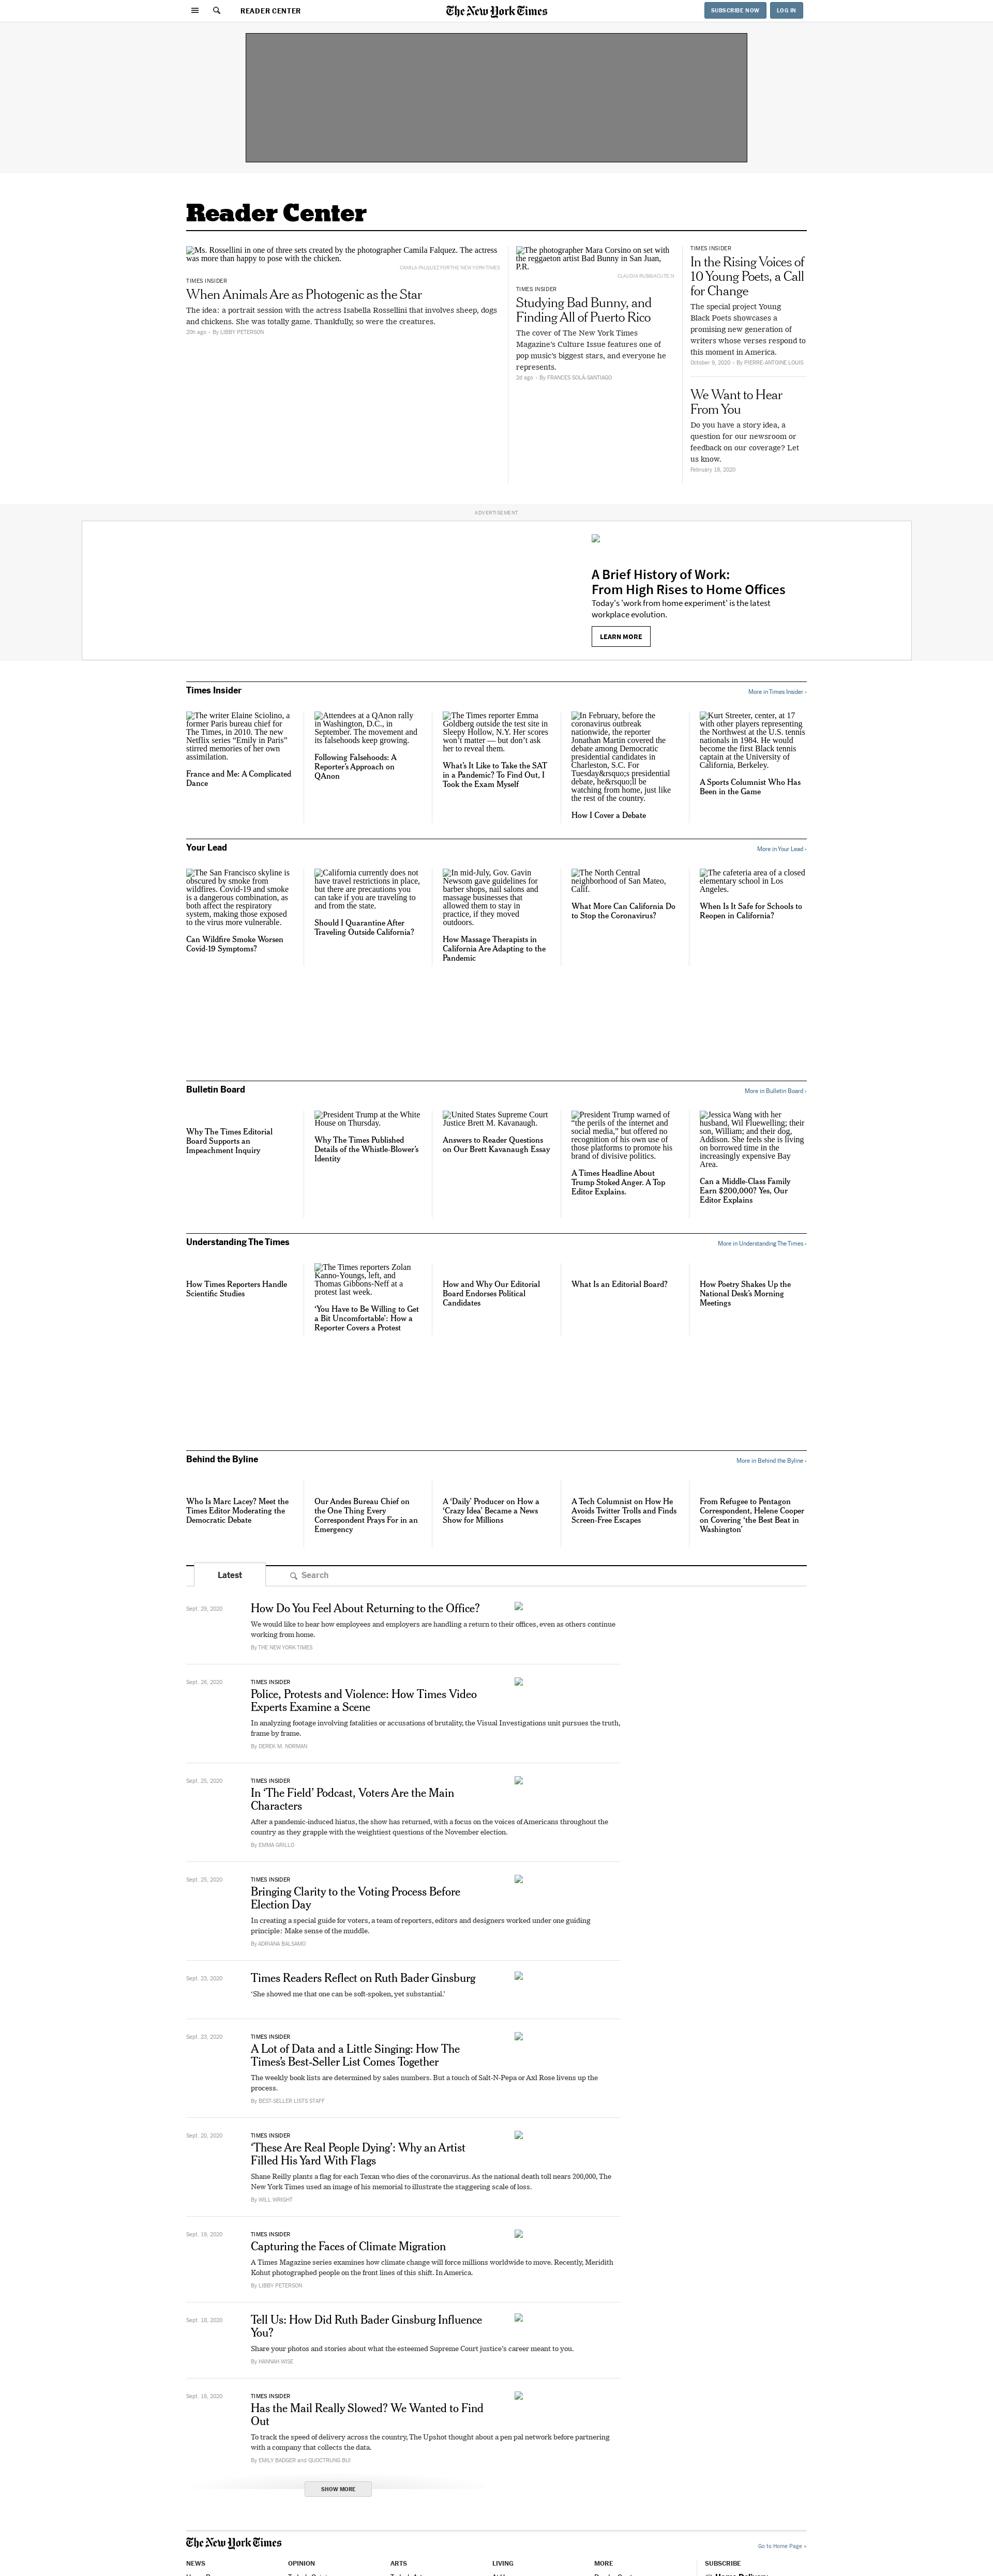 READER CENTER
The New York Times
SUBSCRIBE NOW
LOG IN
Reader Center
Ms. Rossellini in one of three sets created by the photographer Camila Falquez. The actress
was more than happy to pose with the chicken.
CAMILA FALQUEZ FOR THE NEW YORK TIMES
TIMES INSIDER
When Animals Are as Photogenic as the Star
The idea: a portrait session with the actress Isabella Rossellini that involves sheep, dogs
and chickens. She was totally game. Thankfully, so were the creatures.
20h ago - By LIBBY PETERSON
The photographer Mara Corsino on set with
the reggaeton artist Bad Bunny in San Juan,
P.R.
TIMES INSIDER
Studying Bad Bunny, and
Finding All of Puerto Rico
The cover of The New York Times
Magazine's Culture Issue features one of
pop music's biggest stars, and everyone he
represents.
2d ago - By FRANCES SOLÁ-SANTIAGO
TIMES INSIDER
In the Rising Voices of
10 Young Poets, a Call
for Change
The special project Young
Black Poets showcases a
promising new generation of
writers whose verses respond to
this moment in America.
October 9, 2020 - By PIERRE-ANTOINE LOUIS
We Want to Hear
From You
Do you have a story idea, a
question for our newsroom or
feedback on our coverage? Let
us know.
February 18, 2020
ADVERTISEMENT
A Brief History of Work:
From High Rises to Home Offices
Today's 'work from home experiment' is the latest
workplace evolution.
LEARN MORE
Times Insider
More in Times Insider ›
The writer Elaine Sciolino, a
former Paris bureau chief for
The Times, in 2010. The new
Netflix series “Emily in Paris”
stirred memories of her own
assimilation.
France and Me: A Complicated
Dance
Attendees at a QAnon rally
in Washington, D.C., in
September. The movement and
its falsehoods keep growing.
Following Falsehoods: A
Reporter’s Approach on
QAnon
The Times reporter Emma
Goldberg outside the test site in
Sleepy Hollow, N.Y. Her scores
won’t matter — but don’t ask
her to reveal them.
What’s It Like to Take the SAT
in a Pandemic? To Find Out, I
Took the Exam Myself
In February, before the
coronavirus outbreak
nationwide, the reporter
Jonathan Martin covered the
debate among Democratic
presidential candidates in
Charleston, S.C. For
Tuesday&rsquo;s presidential
debate, he&rsquo;ll be
watching from home, just like
the rest of the country.
How I Cover a Debate
Kurt Streeter, center, at 17
with other players representing
the Northwest at the U.S. tennis
nationals in 1984. He would
become the first Black tennis
captain at the University of
California, Berkeley.
A Sports Columnist Who Has
Been in the Game
Your Lead
More in Your Lead ›
The San Francisco skyline is
obscured by smoke from
wildfires. Covid-19 and smoke
is a dangerous combination, as
both affect the respiratory
system, making those exposed
to the virus more vulnerable.
Can Wildfire Smoke Worsen
Covid-19 Symptoms?
California currently does not
have travel restrictions in place,
but there are precautions you
can take if you are traveling to
and from the state.
Should I Quarantine After
Traveling Outside California?
In mid-July, Gov. Gavin
Newsom gave guidelines for
barber shops, nail salons and
massage businesses that
allowed them to stay in
practice, if they moved
outdoors.
How Massage Therapists in
California Are Adapting to the
Pandemic
The North Central
neighborhood of San Mateo,
Calif.
What More Can California Do
to Stop the Coronavirus?
The cafeteria area of a closed
elementary school in Los
Angeles.
When Is It Safe for Schools to
Reopen in California?
Bulletin Board
More in Bulletin Board ›
Why The Times Editorial
Board Supports an
Impeachment Inquiry
President Trump at the White
House on Thursday.
Why The Times Published
Details of the Whistle-Blower’s
Identity
United States Supreme Court
Justice Brett M. Kavanaugh.
Answers to Reader Questions
on Our Brett Kavanaugh Essay
President Trump warned of
“the perils of the internet and
social media,” but offered no
recognition of his own use of
those platforms to promote his
brand of divisive politics.
A Times Headline About
Trump Stoked Anger. A Top
Editor Explains.
Jessica Wang with her
husband, Wil Fluewelling; their
son, William; and their dog,
Addison. She feels she is living
on borrowed time in the
increasingly expensive Bay
Area.
Can a Middle-Class Family
Earn $200,000? Yes, Our
Editor Explains
Understanding The Times
More in Understanding The Times ›
How Times Reporters Handle
Scientific Studies
The Times reporters Zolan
Kanno-Youngs, left, and
Thomas Gibbons-Neff at a
protest last week.
‘You Have to Be Willing to Get
a Bit Uncomfortable’: How a
Reporter Covers a Protest
How and Why Our Editorial
Board Endorses Political
Candidates
What Is an Editorial Board?
How Poetry Shakes Up the
National Desk’s Morning
Meetings
Behind the Byline
More in Behind the Byline ›
Who Is Marc Lacey? Meet the
Times Editor Moderating the
Democratic Debate
Our Andes Bureau Chief on
the One Thing Every
Correspondent Prays For in an
Emergency
A ‘Daily’ Producer on How a
‘Crazy Idea’ Became a News
Show for Millions
A Tech Columnist on How He
Avoids Twitter Trolls and Finds
Screen-Free Escapes
From Refugee to Pentagon
Correspondent, Helene Cooper
on Covering ‘the Best Beat in
Washington’
Latest
Search
Sept. 29, 2020
How Do You Feel About Returning to the Office?
We would like to hear how employees and employers are handling a return to their offices, even as others continue
working from home.
By THE NEW YORK TIMES
Sept. 26, 2020
TIMES INSIDER
Police, Protests and Violence: How Times Video
Experts Examine a Scene
In analyzing footage involving fatalities or accusations of brutality, the Visual Investigations unit pursues the truth,
frame by frame.
By DEREK M. NORMAN
Sept. 25, 2020
TIMES INSIDER
In ‘The Field’ Podcast, Voters Are the Main
Characters
After a pandemic-induced hiatus, the show has returned, with a focus on the voices of Americans throughout the
country as they grapple with the weightiest questions of the November election.
By EMMA GRILLO
Sept. 25, 2020
TIMES INSIDER
Bringing Clarity to the Voting Process Before
Election Day
In creating a special guide for voters, a team of reporters, editors and designers worked under one guiding
principle: Make sense of the muddle.
By ADRIANA BALSAMO
Sept. 23, 2020
Times Readers Reflect on Ruth Bader Ginsburg
‘She showed me that one can be soft-spoken, yet substantial.’
Sept. 23, 2020
TIMES INSIDER
A Lot of Data and a Little Singing: How The
Times’s Best-Seller List Comes Together
The weekly book lists are determined by sales numbers. But a touch of Salt-N-Pepa or Axl Rose livens up the
process.
By BEST-SELLER LISTS STAFF
Sept. 20, 2020
TIMES INSIDER
‘These Are Real People Dying’: Why an Artist
Filled His Yard With Flags
Shane Reilly plants a flag for each Texan who dies of the coronavirus. As the national death toll nears 200,000, The
New York Times used an image of his memorial to illustrate the staggering scale of loss.
By WILL WRIGHT
Sept. 19, 2020
TIMES INSIDER
Capturing the Faces of Climate Migration
A Times Magazine series examines how climate change will force millions worldwide to move. Recently, Meridith
Kohut photographed people on the front lines of this shift. In America.
By LIBBY PETERSON
Sept. 18, 2020
Tell Us: How Did Ruth Bader Ginsburg Influence
You?
Share your photos and stories about what the esteemed Supreme Court justice’s career meant to you.
By HANNAH WISE
Sept. 18, 2020
TIMES INSIDER
Has the Mail Really Slowed? We Wanted to Find
Out
To track the speed of delivery across the country, The Upshot thought about a pen pal network before partnering
with a company that collects the data.
By EMILY BADGER and QUOCTRUNG BUI
SHOW MORE
The New York Times
Go to Home Page »
NEWS
OPINION
ARTS
LIVING
MORE
SUBSCRIBE